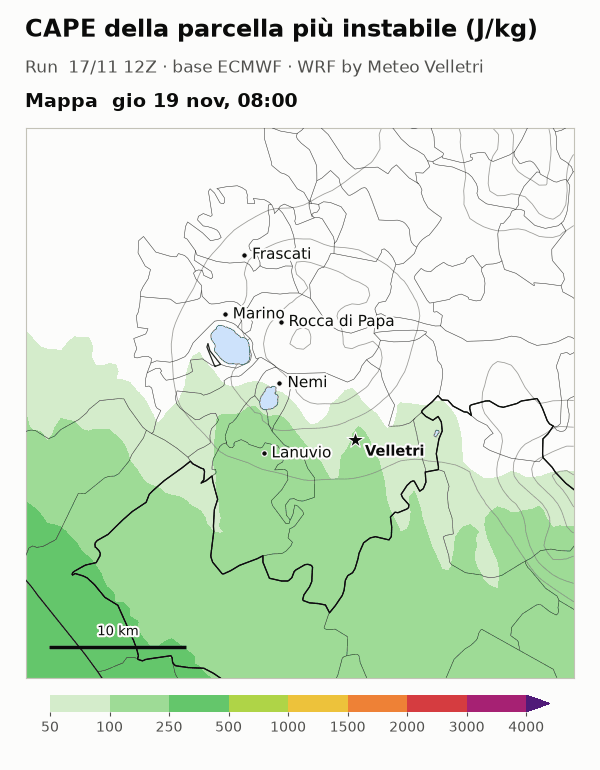 CAPE della parcella più instabile (J/kg)
Run  17/11 12Z · base ECMWF · WRF by Meteo Velletri
Mappa  gio 19 nov, 08:00
Frascati
Marino
Rocca di Papa
Nemi
Velletri
Lanuvio
10 km
50 100 250 500 1000 1500 2000 3000 4000